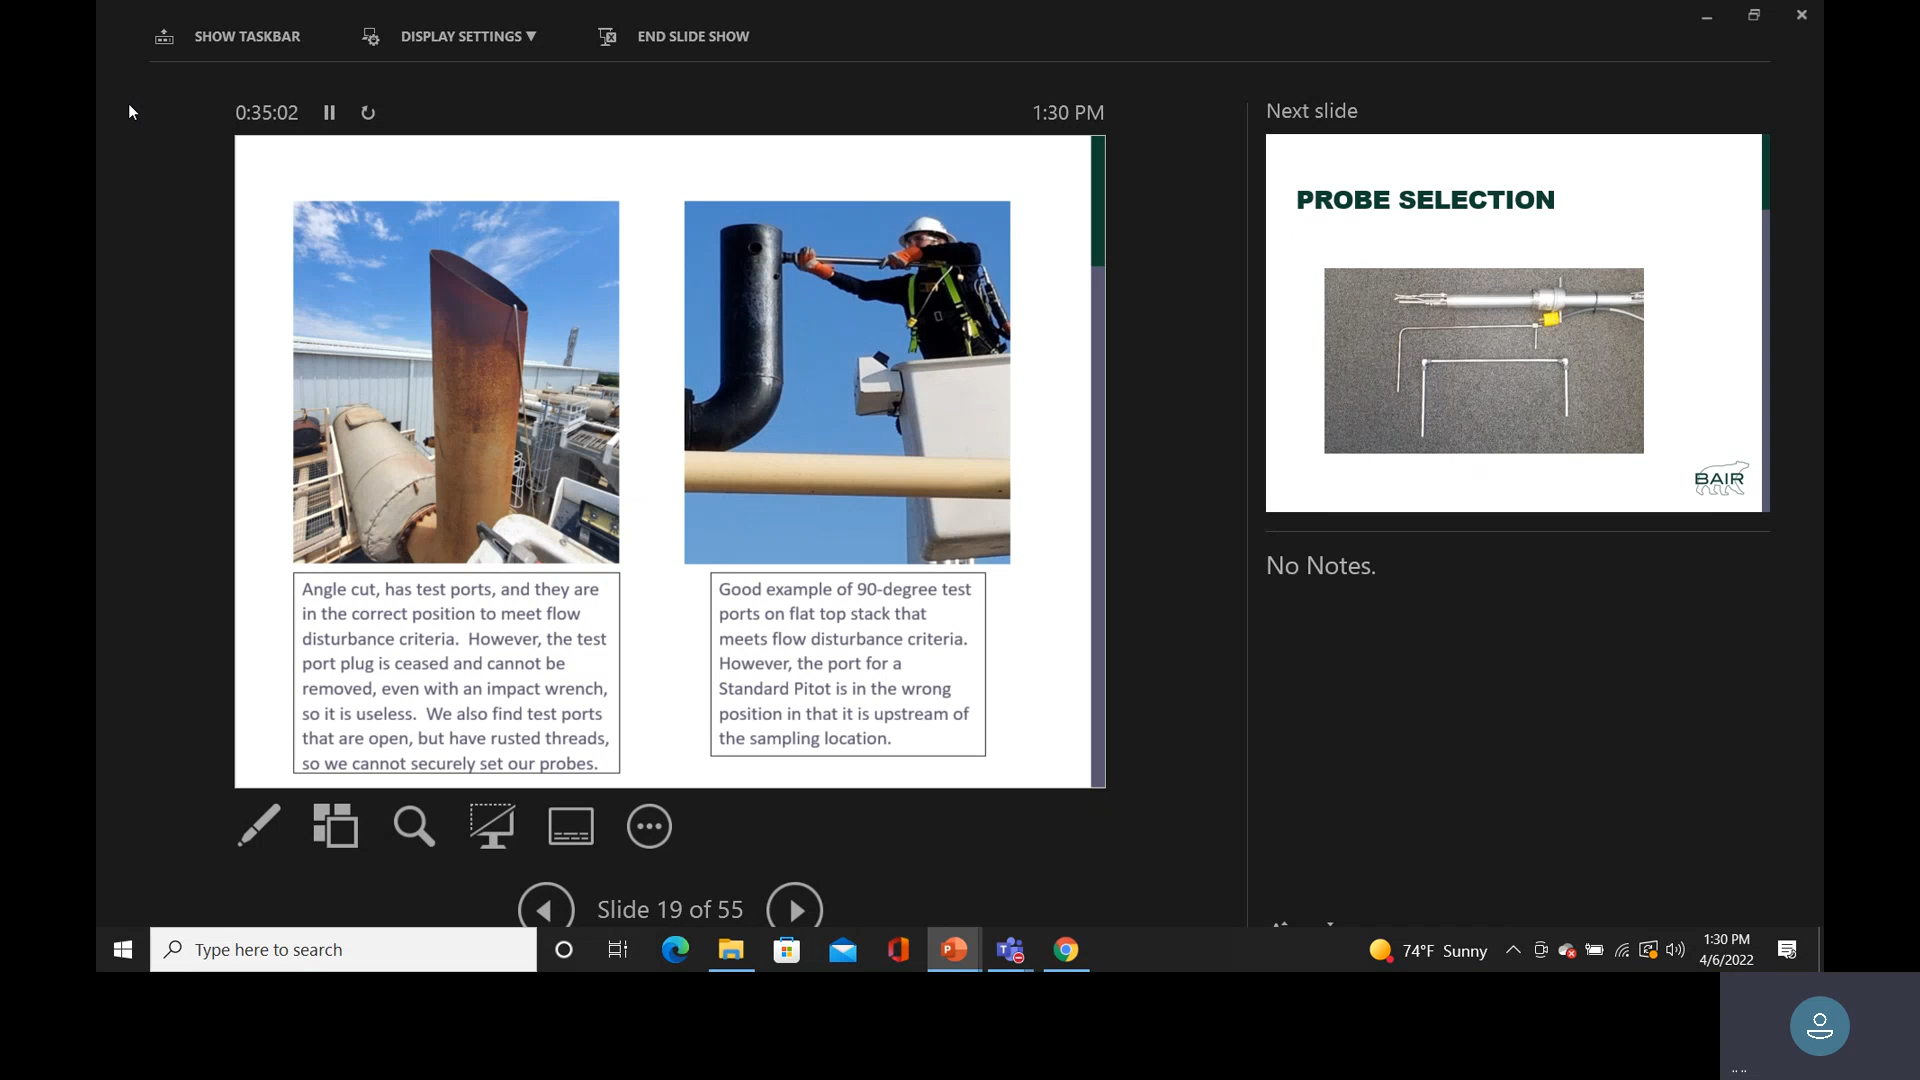 SHOW TASKBAR
DISPLAY SETTINGS ▼
END SLIDE SHOW
0:35:02
1:30 PM
Angle cut, has test ports, and they are
in the correct position to meet flow
disturbance criteria.  However, the test
port plug is ceased and cannot be
removed, even with an impact wrench,
so it is useless.  We also find test ports
that are open, but have rusted threads,
so we cannot securely set our probes.
Good example of 90-degree test
ports on flat top stack that
meets flow disturbance criteria.
However, the port for a
Standard Pitot is in the wrong
position in that it is upstream of
the sampling location.
Slide 19 of 55
Next slide
PROBE SELECTION
BAIR
No Notes.
Type here to search
74°F Sunny
1:30 PM
4/6/2022